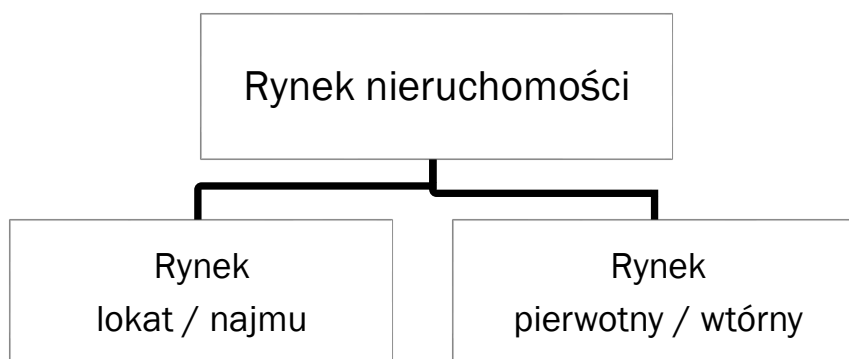 Rynek nieruchomości
Rynek
lokat / najmu
Rynek
pierwotny / wtórny